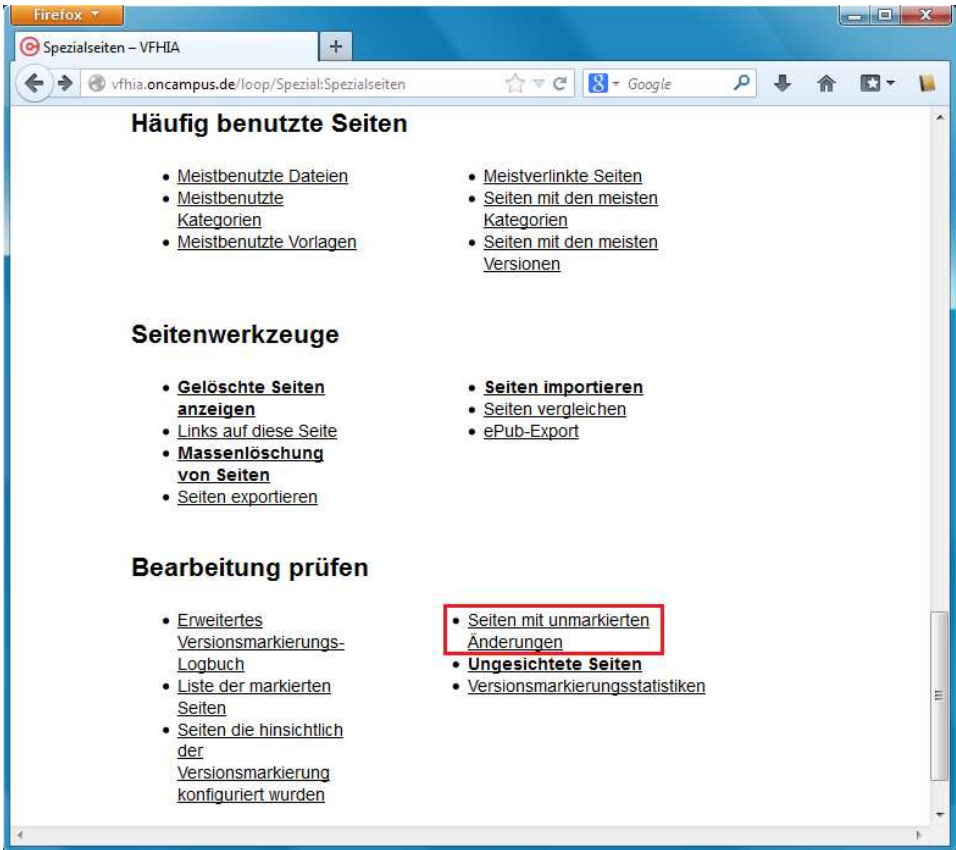 Firefox
Spezialseiten – VFHIA
vfhia.oncampus.de/loop/Spezial:Spezialseiten
Google
Häufig benutzte Seiten
Meistbenutzte Dateien
Meistbenutzte
Kategorien
Meistbenutzte Vorlagen
Meistverlinkte Seiten
Seiten mit den meisten
Kategorien
Seiten mit den meisten
Versionen
Seitenwerkzeuge
Gelöschte Seiten
anzeigen
Links auf diese Seite
Massenlöschung
von Seiten
Seiten exportieren
Seiten importieren
Seiten vergleichen
ePub-Export
Bearbeitung prüfen
Erweitertes
Versionsmarkierungs-
Logbuch
Liste der markierten
Seiten
Seiten die hinsichtlich
der
Versionsmarkierung
konfiguriert wurden
Seiten mit unmarkierten
Änderungen
Ungesichtete Seiten
Versionsmarkierungsstatistiken